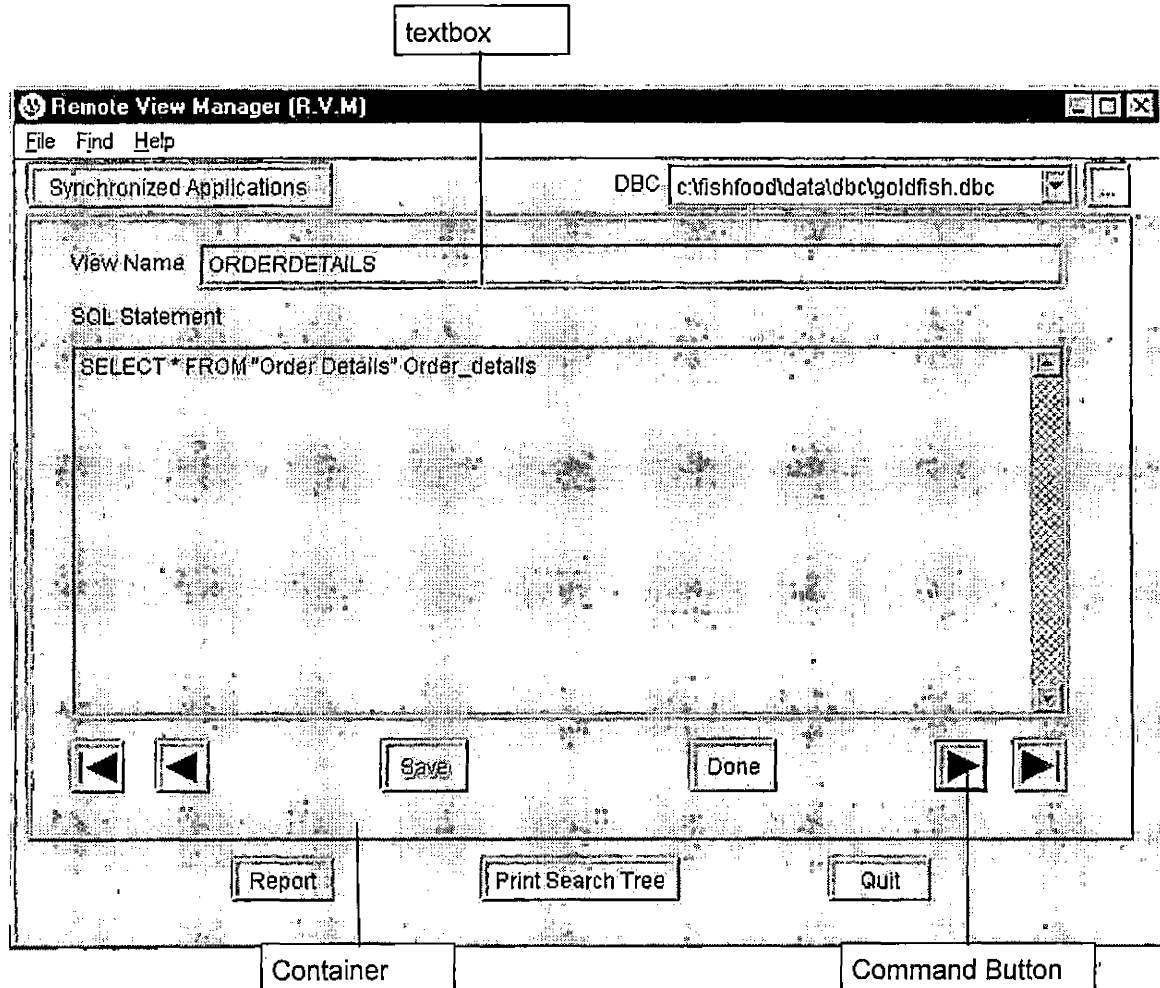 textbox
Remote View Manager (R.V.M)
File Find Help
Synchronized Applications
DBC c:\fishfood\data\dbc\goldfish.dbc ...
View Name ORDERDETAILS
SQL Statement
SELECT * FROM "Order Details" Order_details
Save Done
Report Print Search Tree Quit
Container Command Button